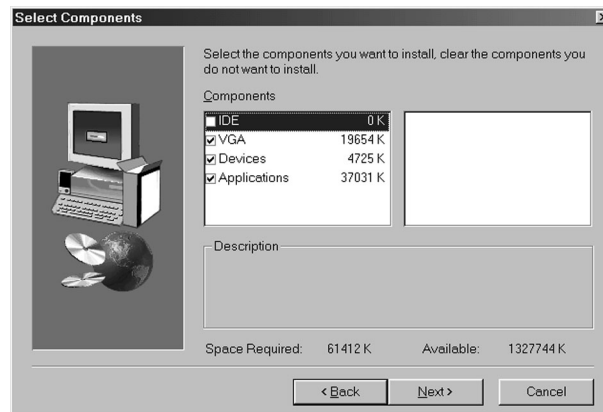 Select Components
Select the components you want to install, clear the components you
do not want to install.
Components
IDE 0 K
VGA 19654 K
Devices 4725 K
Applications 37031 K
Description
Space Required: 61412 K Available: 1327744 K
< Back Next > Cancel